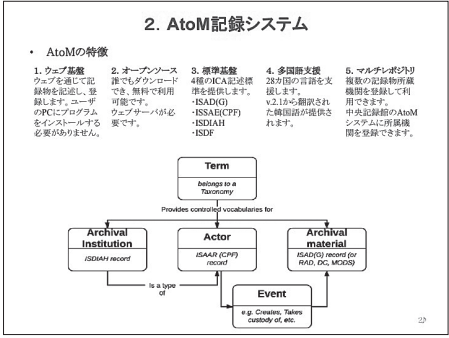 2. AtoM記録システム
• AtoMの特徴
1. ウェブ基盤
ウェブを通じて記
録物を記述し、登
録します。ユーザ
のPCにプログラム
をインストールする
必要がありません。
2. オープンソース
誰でもダウンロード
でき、無料で利用
可能です。
ウェブサーバが必
要です。
3. 標準基盤
4種のICA記述標
準を提供します。
・ISAD(G)
・ISSAE(CPF)
・ISDIAH
・ISDF
4. 多国語支援
28カ国の言語を支
援します。
v.2.1から翻訳され
た韓国語が提供さ
れます。
5. マルチレポジトリ
複数の記録物所蔵
機関を登録して利
用できます。
中央記録館のAtoM
システムに所属機
関を登録できます。
Term
belongs to a
Taxonomy
Provides controlled vocabularies for
Archival
Institution
ISDIAH record
Actor
ISAAR (CPF)
record
Archival
material
ISAD(G) record (or
RAD, DC, MODS)
Is a type
of
Event
e.g. Creates, Takes
custody of, etc.